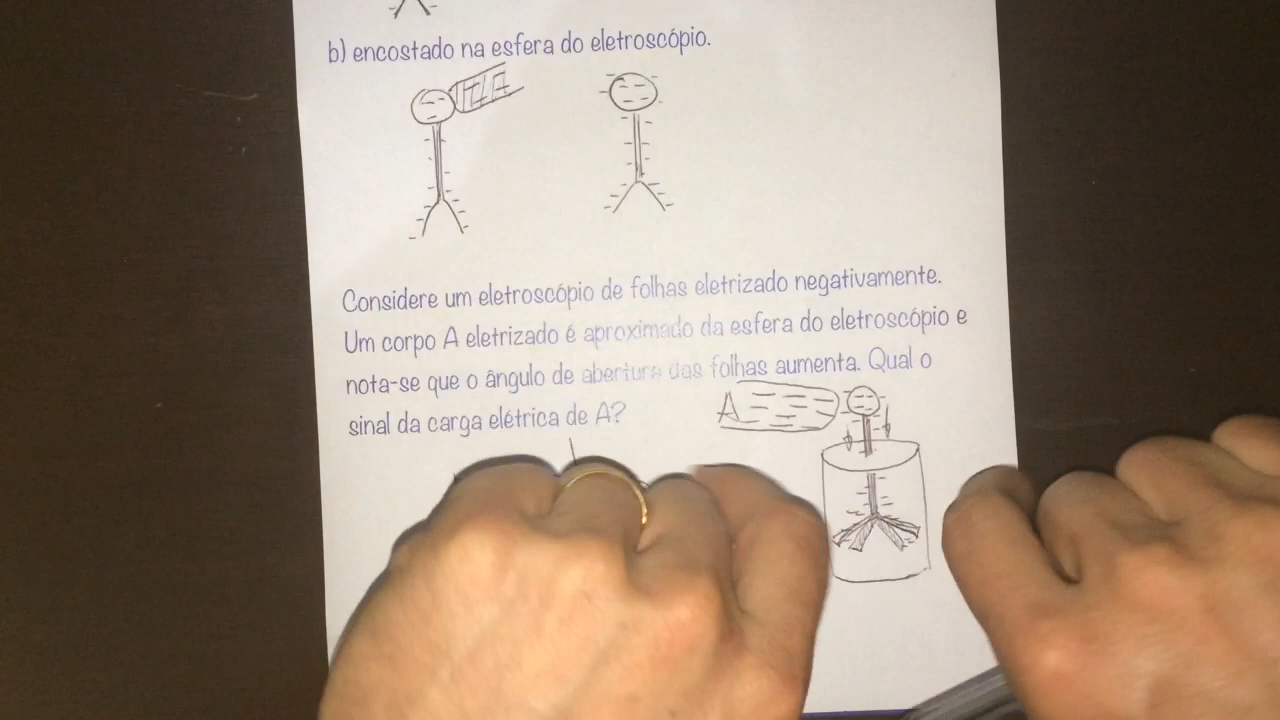 b) encostado na esfera do eletroscópio.
Considere um eletroscópio de folhas eletrizado negativamente.
Um corpo A eletrizado é aproximado da esfera do eletroscópio e
nota-se que o ângulo de abertura das folhas aumenta. Qual o
sinal da carga elétrica de A?
A